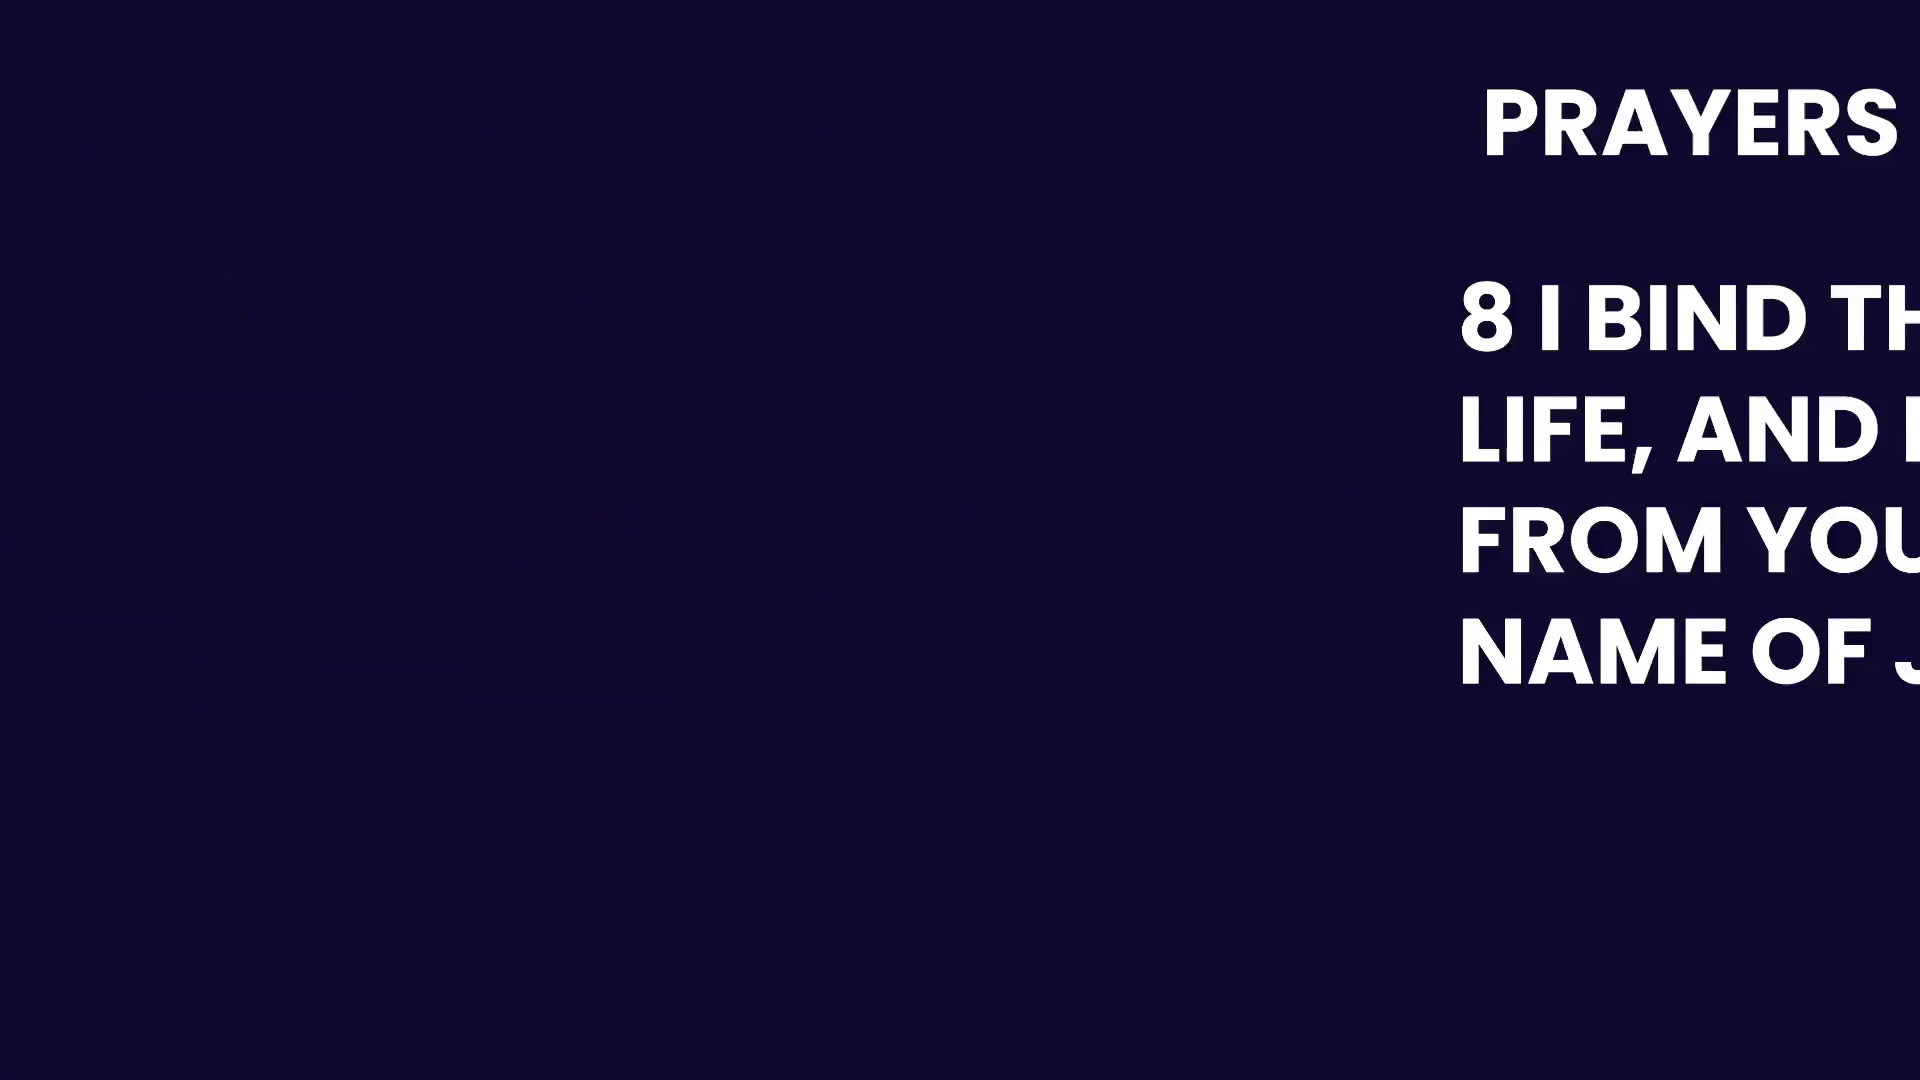 PRAYERS
8 I BIND TH
LIFE, AND
FROM YOU
NAME OF J